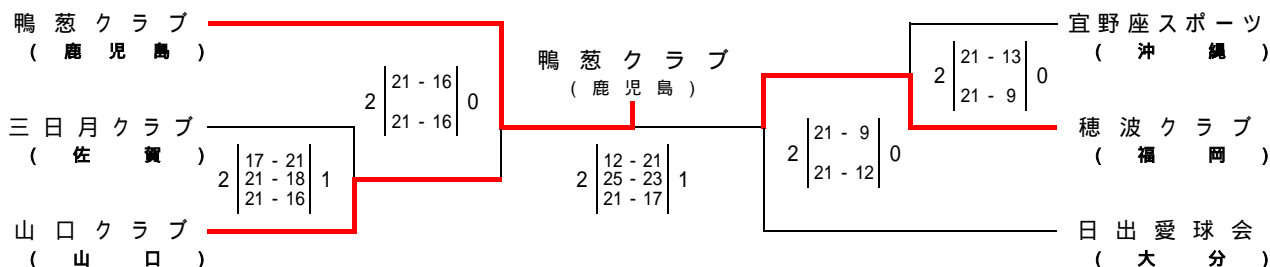 鴨葱クラブ
(鹿児島)
三日月クラブ
(佐賀)
山口クラブ
(山口)
2 21 - 16 0
21 - 16
17 - 21
2 21 - 18 1
21 - 16
鴨葱クラブ
(鹿児島)
12 - 21
2 25 - 23 1
21 - 17
2 21 - 9 0
21 - 12
2 21 - 13 0
21 - 9
宜野座スポーツ
(沖縄)
穂波クラブ
(福岡)
日出愛球会
(大分)